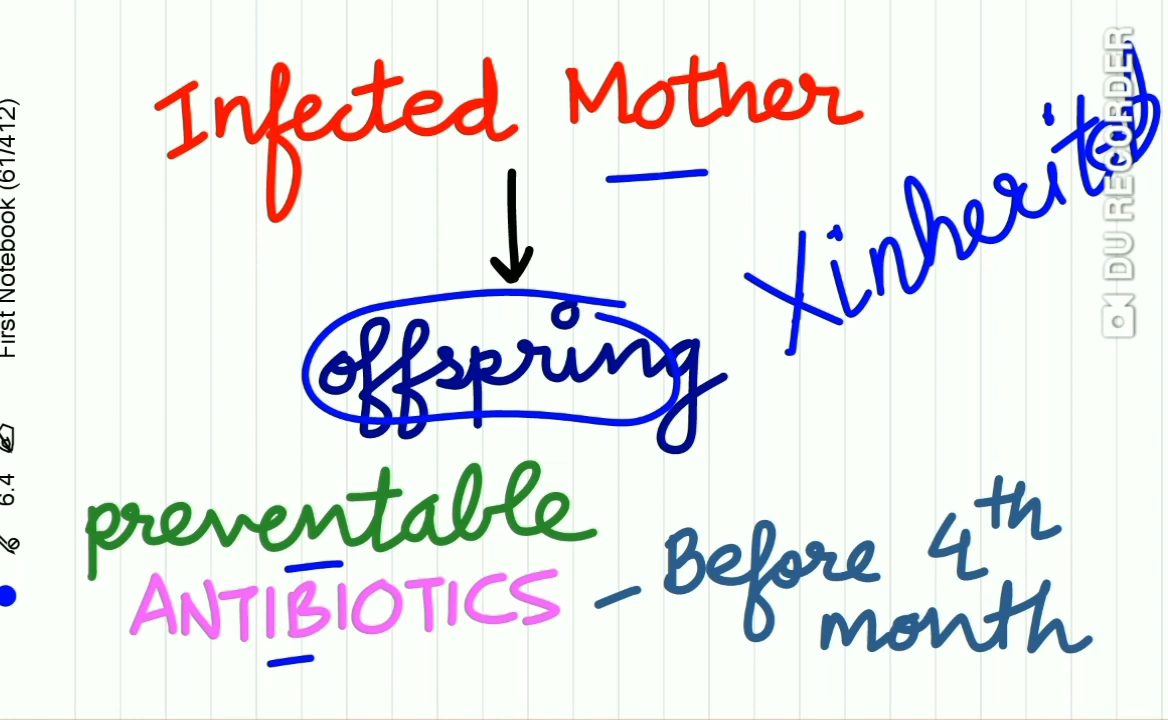 Infected Mother
X inherited
offspring
preventable
ANTIBIOTICS - Before 4th
month
First Notebook (61/412)
6.4
DU RECORDER